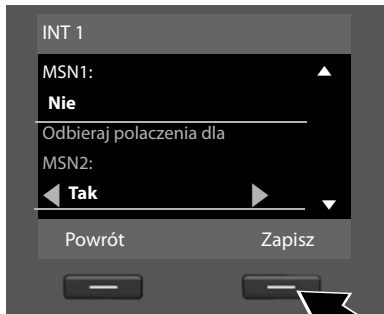 INT 1
MSN1:
Nie
Odbieraj polaczenia dla
MSN2:
Tak
Powrót Zapisz